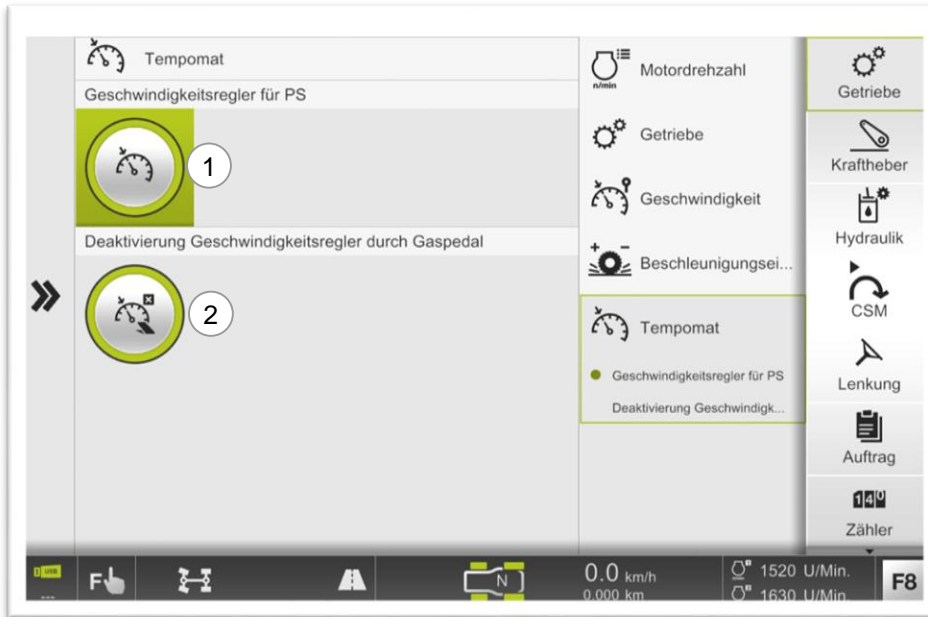 Tempomat
Geschwindigkeitsregler für PS
1
Deaktivierung Geschwindigkeitsregler durch Gaspedal
2
n/min
Motordrehzahl
Getriebe
Geschwindigkeit
Beschleunigungsei...
Tempomat
Geschwindigkeitsregler für PS
Deaktivierung Geschwindigk...
Getriebe
Kraftheber
Hydraulik
CSM
Lenkung
Auftrag
140
Zähler
USB
---
F
N
0.0 km/h
0.000 km
1520 U/Min.
1630 U/Min.
F8